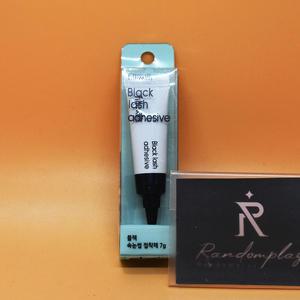 Black
lash
adhesive
Black lash
adhesive
블랙
속눈썹 접착제 7g
R
Randomplay